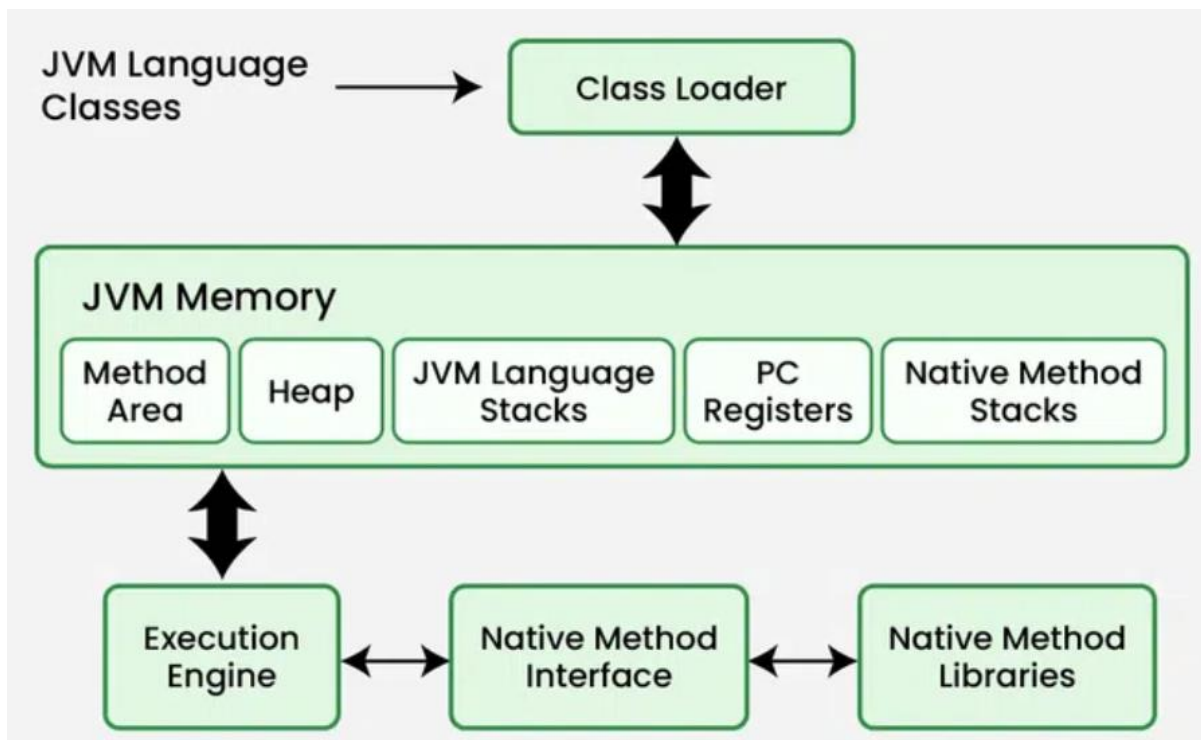 JVM Language
Classes
Class Loader
JVM Memory
Method
Area
Heap
JVM Language
Stacks
PC
Registers
Native Method
Stacks
Execution
Engine
Native Method
Interface
Native Method
Libraries